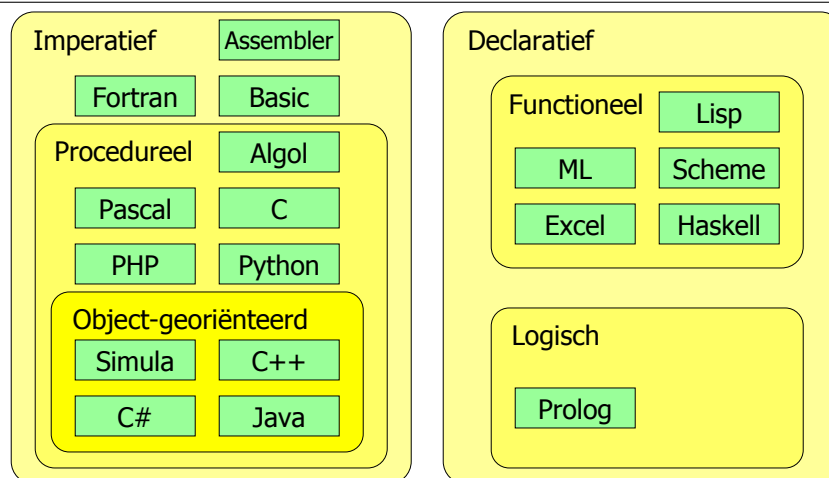 Imperatief
Assembler
Fortran
Basic
Procedureel
Algol
Pascal
C
PHP
Python
Object-georiënteerd
Simula
C++
C#
Java
Declaratief
Functioneel
Lisp
ML
Scheme
Excel
Haskell
Logisch
Prolog